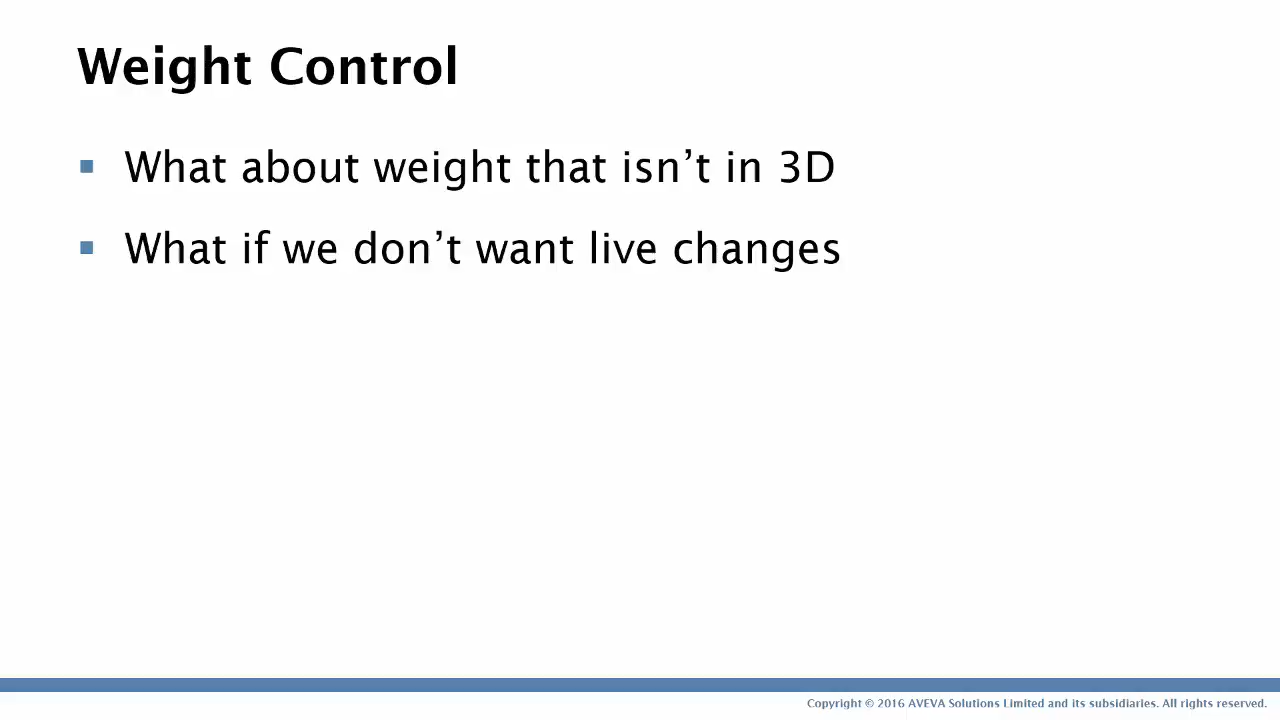 Weight Control
▪ What about weight that isn’t in 3D
▪ What if we don’t want live changes
Copyright © 2016 AVEVA Solutions Limited and its subsidiaries. All rights reserved.